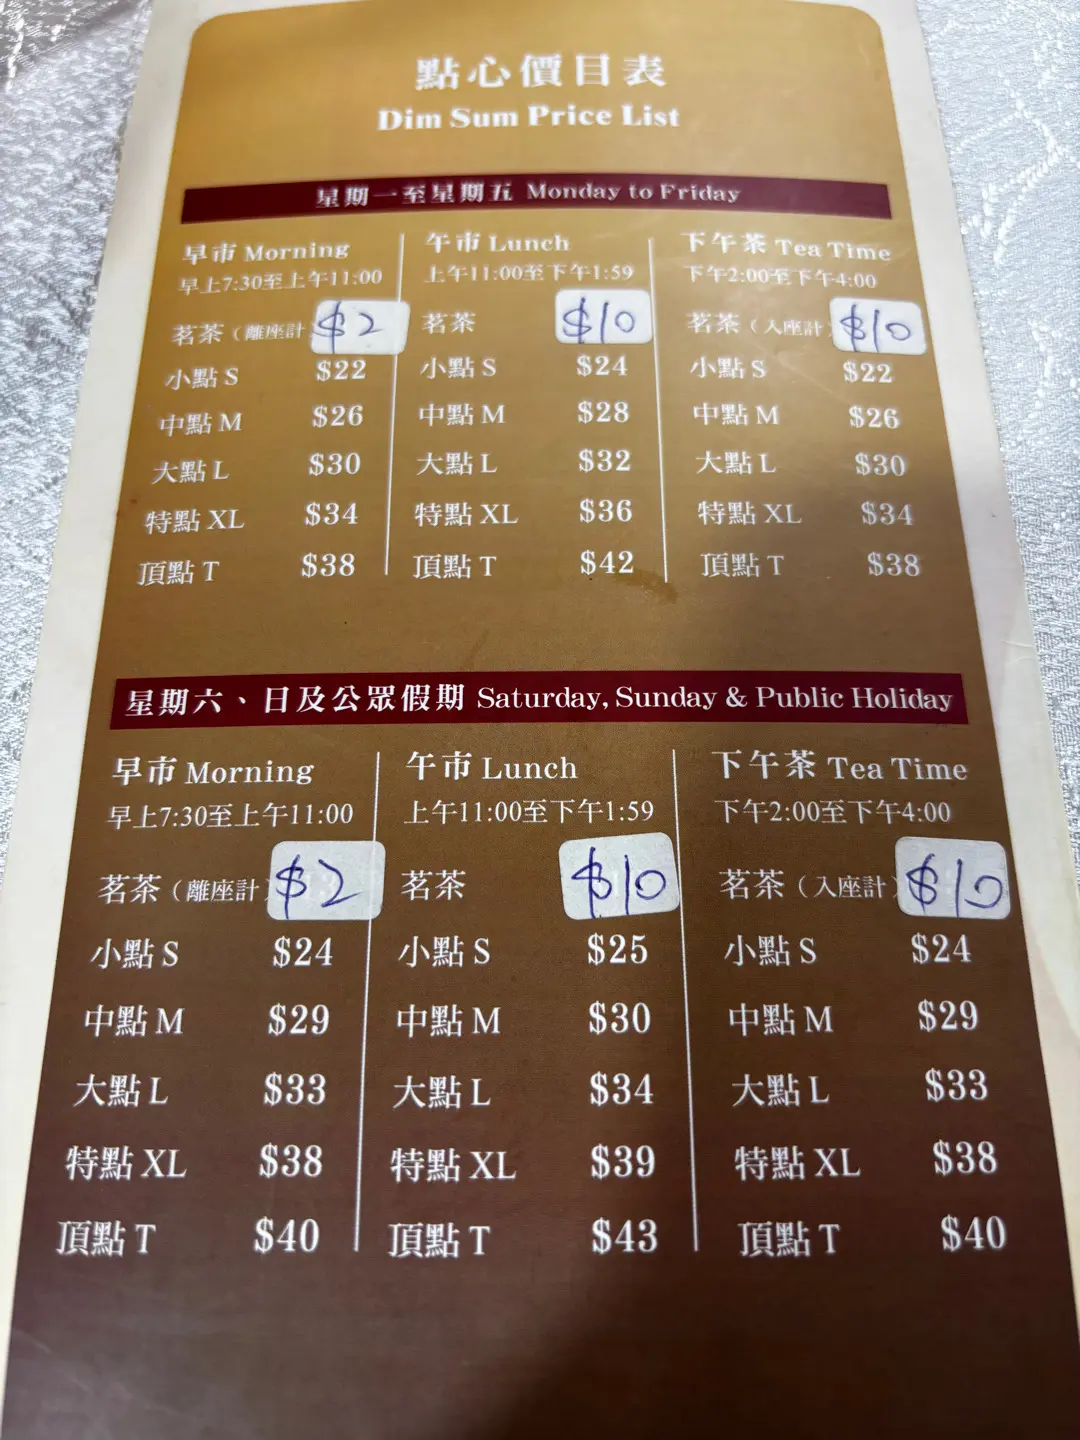 點心價目表
Dim Sum Price List
星期一至星期五 Monday to Friday
早市 Morning
早上7:30至上午11:00
茗茶（離座計 $2
小點 S $22
中點 M $26
大點 L $30
特點 XL $34
頂點 T $38
午市 Lunch
上午11:00至下午1:59
茗茶 $10
小點 S $24
中點 M $28
大點 L $32
特點 XL $36
頂點 T $42
下午茶 Tea Time
下午2:00至下午4:00
茗茶（入座計） $10
小點 S $22
中點 M $26
大點 L $30
特點 XL $34
頂點 T $38
星期六、日及公眾假期 Saturday, Sunday & Public Holiday
早市 Morning
早上7:30至上午11:00
茗茶（離座計） $2
小點 S $24
中點 M $29
大點 L $33
特點 XL $38
頂點 T $40
午市 Lunch
上午11:00至下午1:59
茗茶 $10
小點 S $25
中點 M $30
大點 L $34
特點 XL $39
頂點 T $43
下午茶 Tea Time
下午2:00至下午4:00
茗茶（入座計） $10
小點 S $24
中點 M $29
大點 L $33
特點 XL $38
頂點 T $40